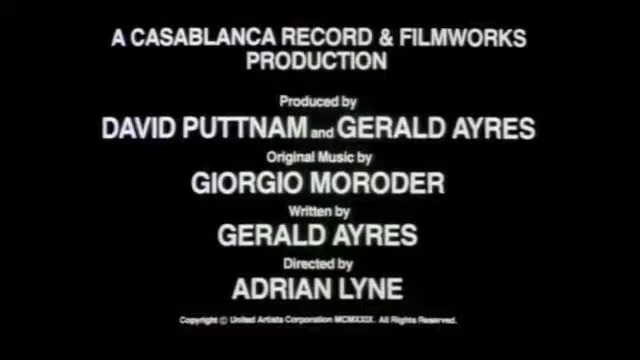 A CASABLANCA RECORD & FILMWORKS
PRODUCTION
Produced by
DAVID PUTTNAM and GERALD AYRES
Original Music by
GIORGIO MORODER
Written by
GERALD AYRES
Directed by
ADRIAN LYNE
Copyright © United Artists Corporation MCMXXIX. All Rights Reserved.